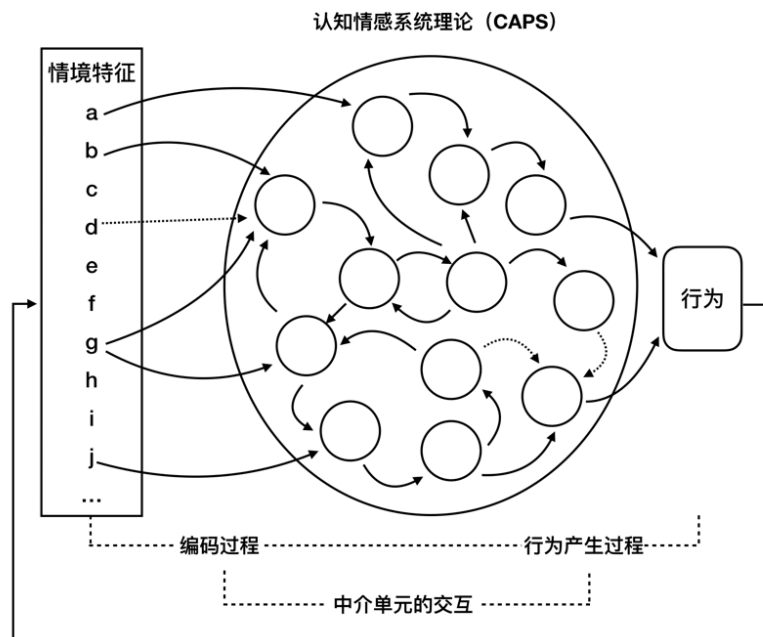 认知情感系统理论（CAPS）
情境特征
a
b
c
d
e
f
g
h
i
j
...
行为
编码过程
行为产生过程
中介单元的交互